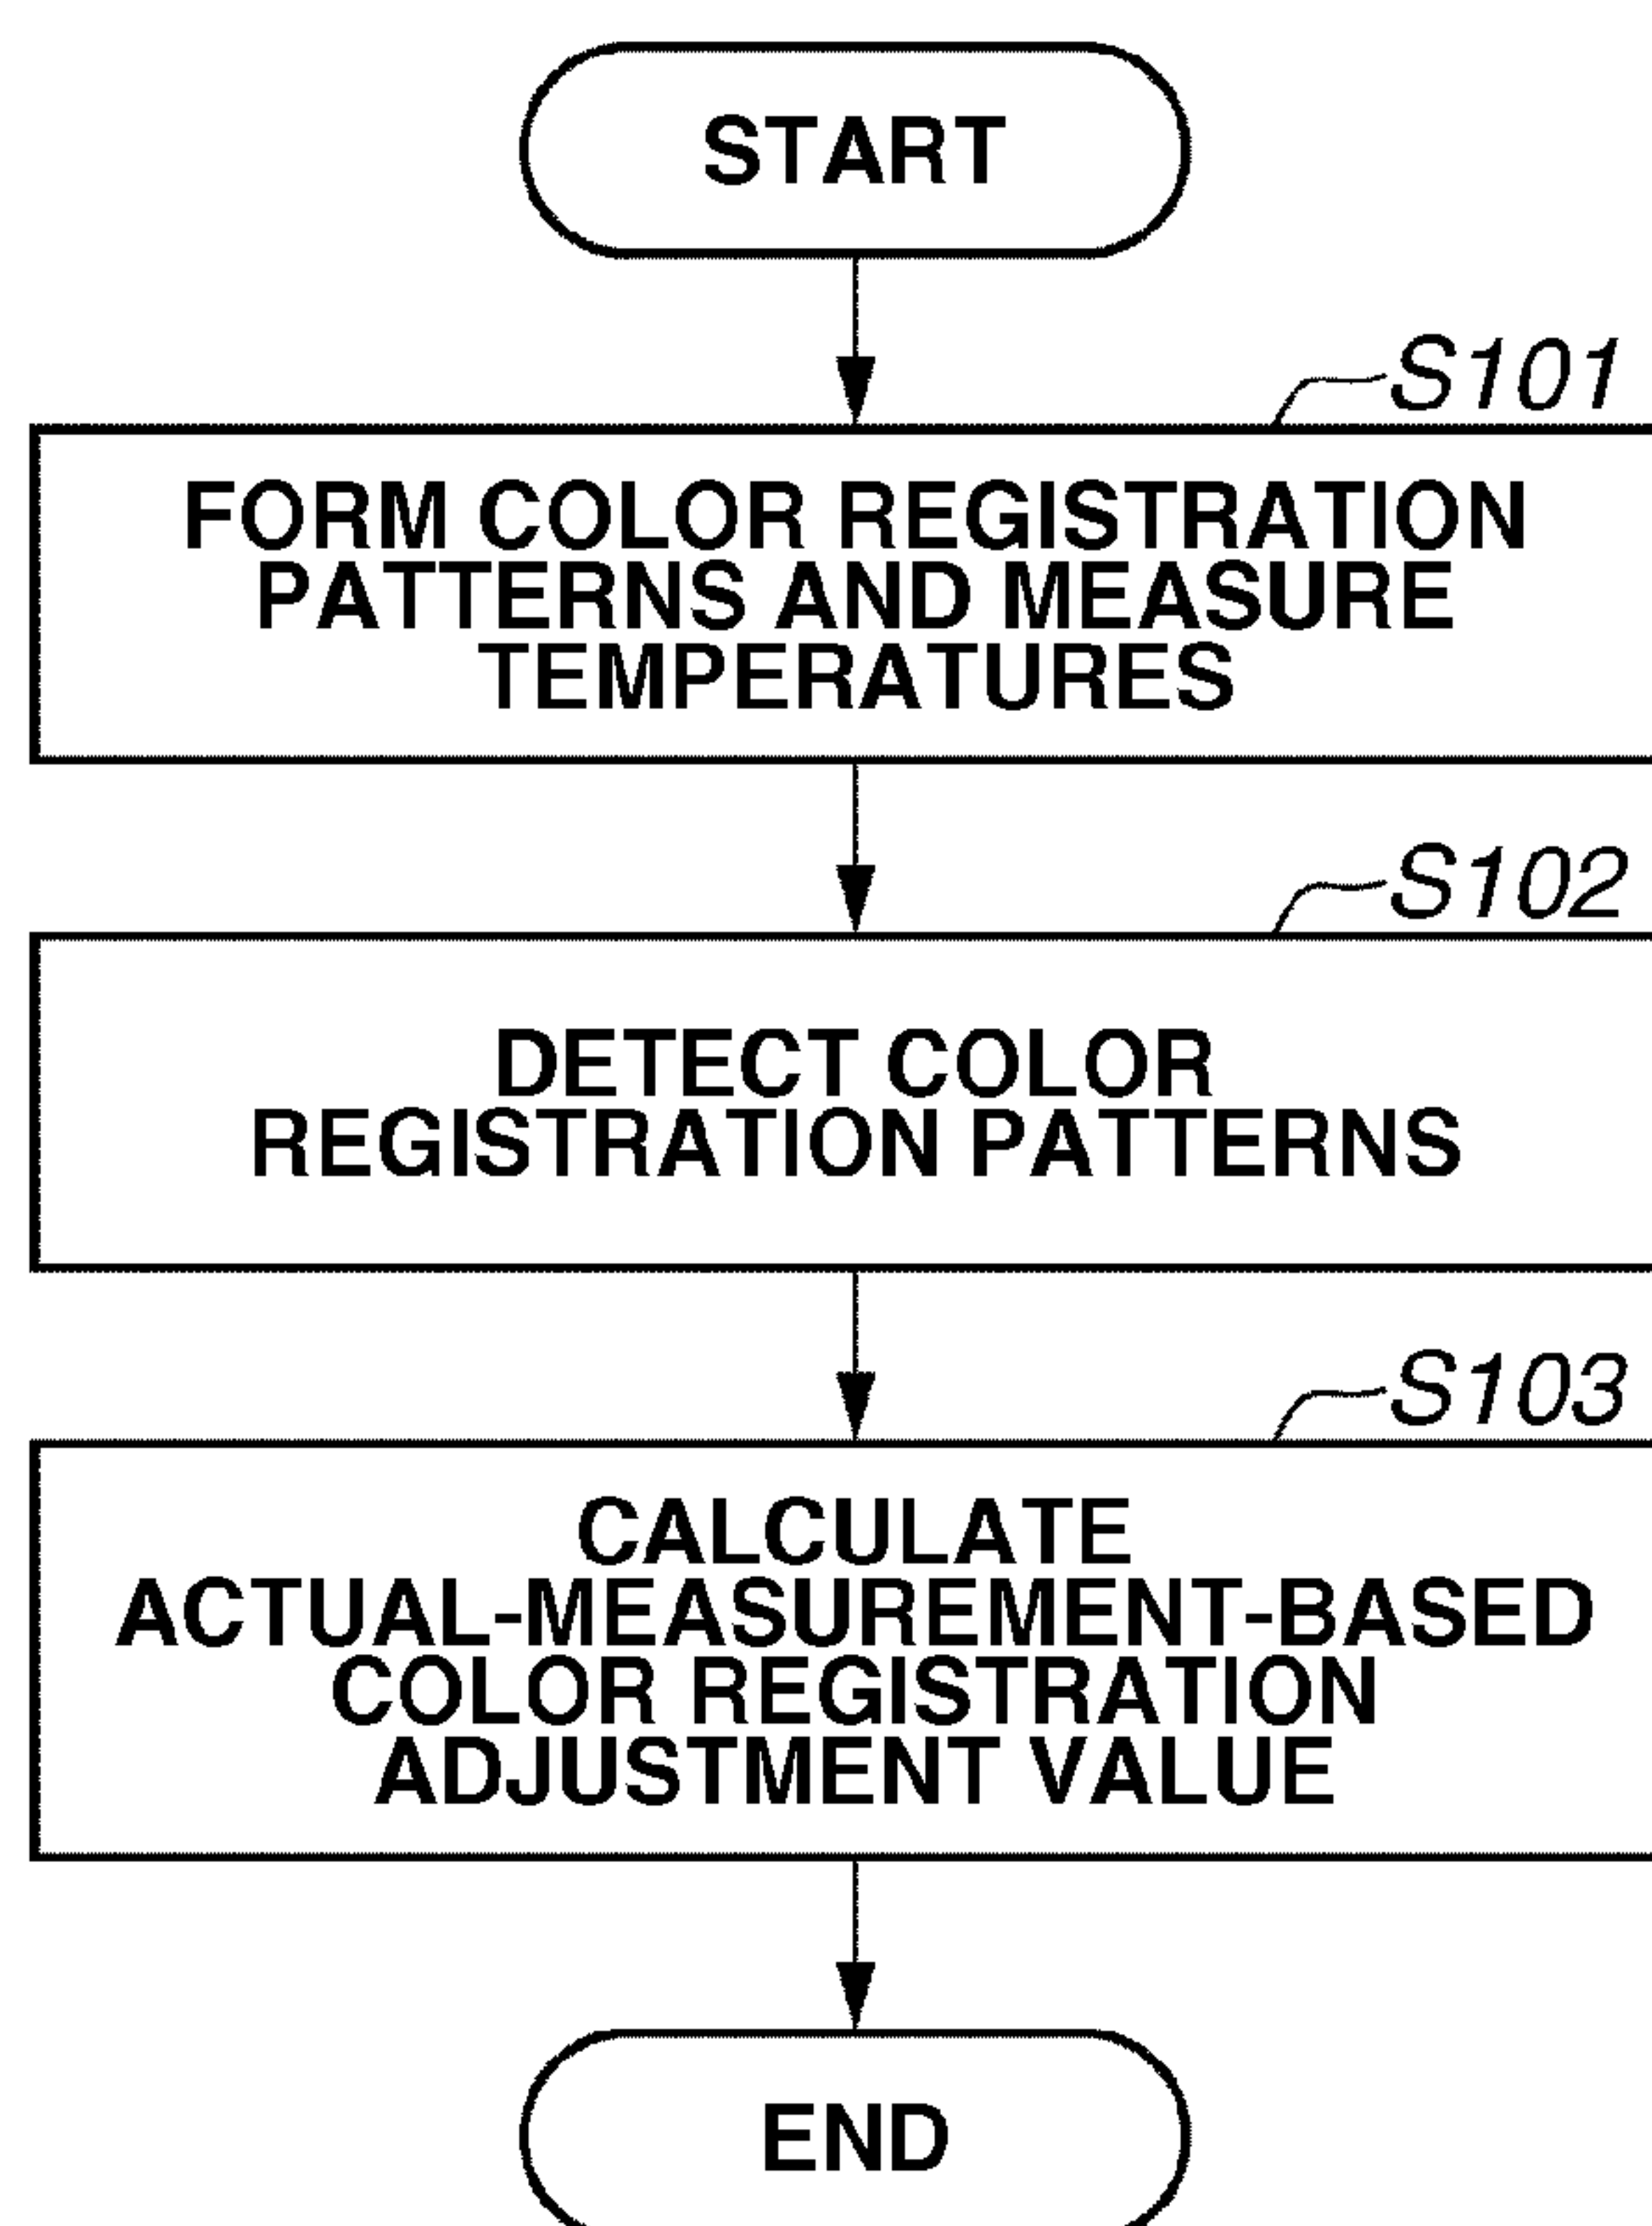 START
S101
FORM COLOR REGISTRATION
PATTERNS AND MEASURE
TEMPERATURES
S102
DETECT COLOR
REGISTRATION PATTERNS
S103
CALCULATE
ACTUAL-MEASUREMENT-BASED
COLOR REGISTRATION
ADJUSTMENT VALUE
END